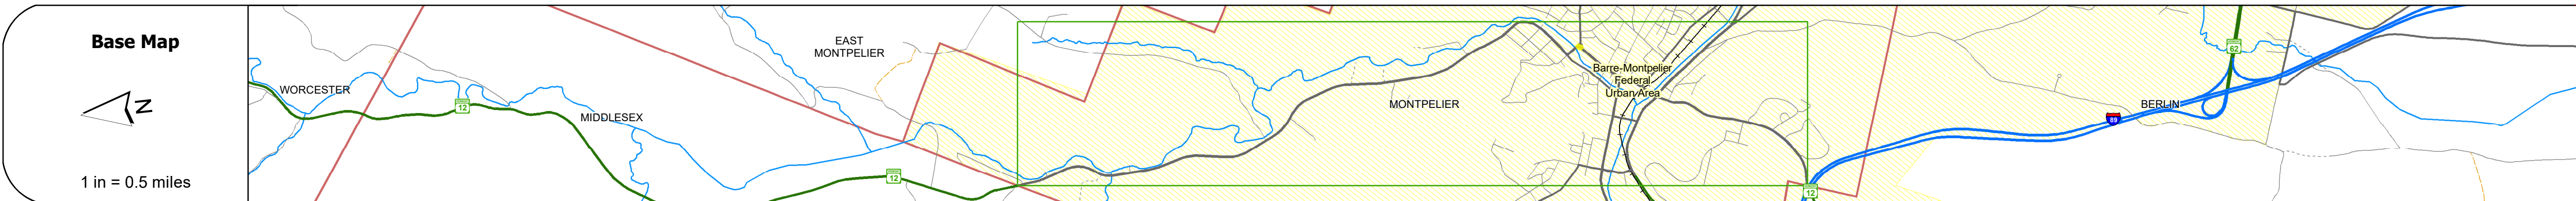 Base Map
N
1 in = 0.5 miles
WORCESTER
12
MIDDLESEX
EAST
MONTPELIER
12
MONTPELIER
Barre-Montpelier
Federal
Urban Area
12
89
BERLIN
62